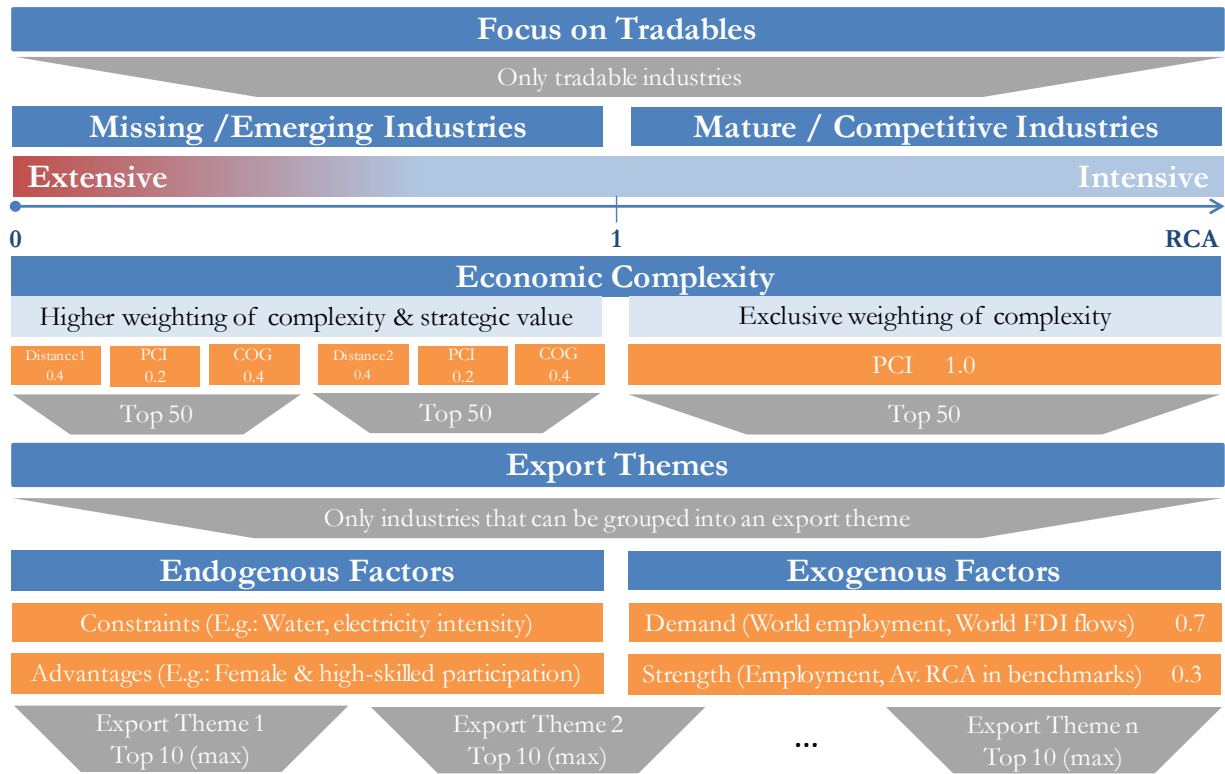 Focus on Tradables
Only tradable industries
Missing /Emerging Industries
Mature / Competitive Industries
Extensive
Intensive
0
1
RCA
Economic Complexity
Higher weighting of complexity & strategic value
Exclusive weighting of complexity
Distance1
0.4
PCI
0.2
COG
0.4
Distance2
0.4
PCI
0.2
COG
0.4
PCI 1.0
Top 50
Top 50
Top 50
Export Themes
Only industries that can be grouped into an export theme
Endogenous Factors
Exogenous Factors
Constraints (E.g.: Water, electricity intensity)
Demand (World employment, World FDI flows) 0.7
Advantages (E.g.: Female & high-skilled participation)
Strength (Employment, Av. RCA in benchmarks) 0.3
Export Theme 1
Top 10 (max)
Export Theme 2
Top 10 (max)
...
Export Theme n
Top 10 (max)